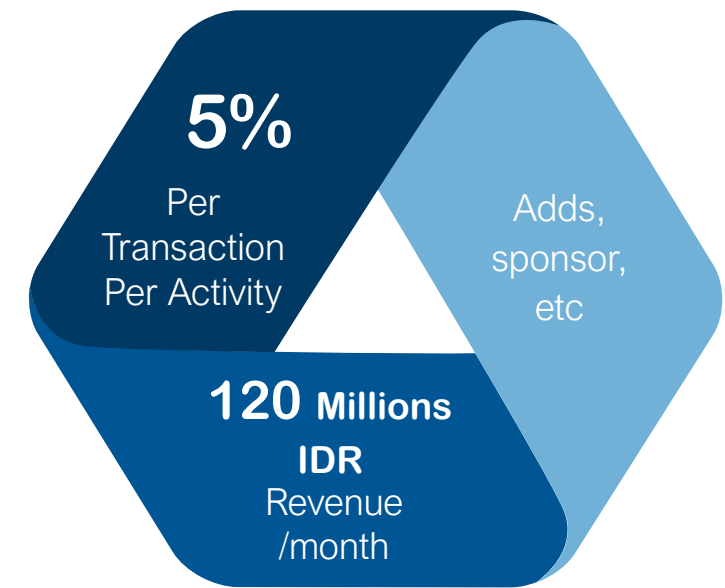 5%
Per
Transaction
Per Activity
Adds,
sponsor,
etc
120 Millions
IDR
Revenue
/month